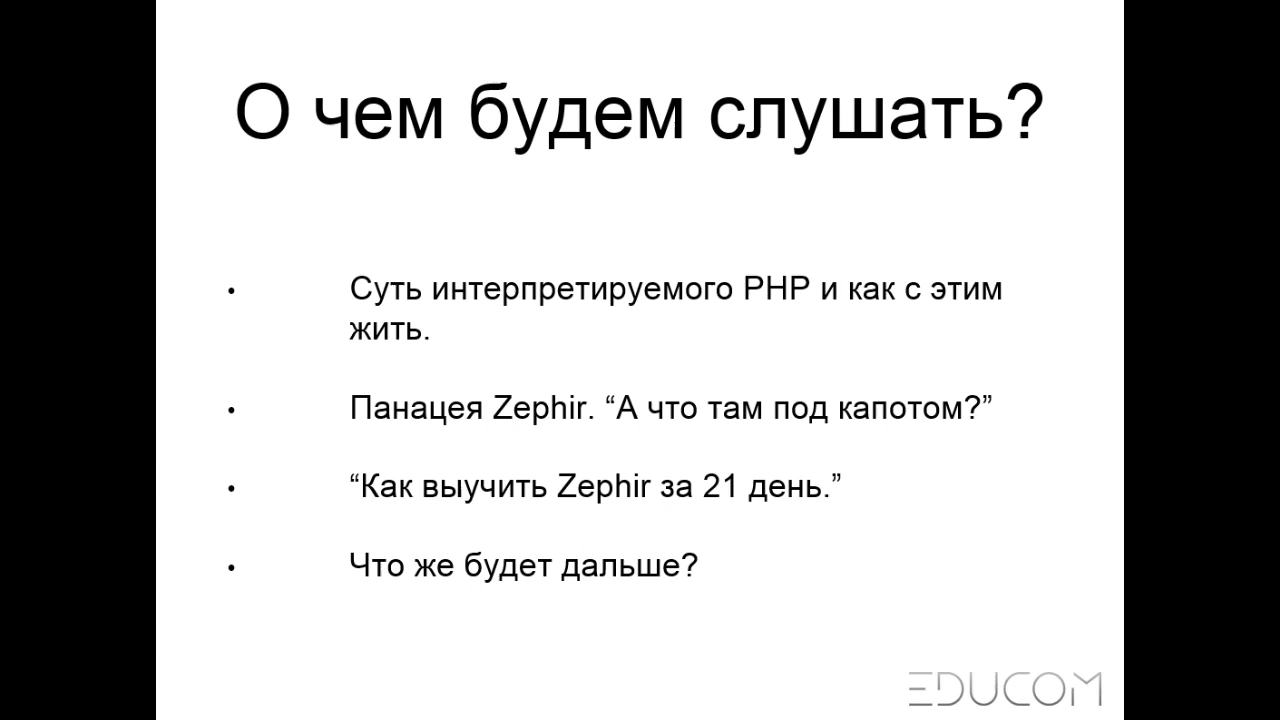 О чем будем слушать?
• Суть интерпретируемого PHP и как с этим
жить.
• Панацея Zephir. “А что там под капотом?”
• “Как выучить Zephir за 21 день.”
• Что же будет дальше?
EDUCOM